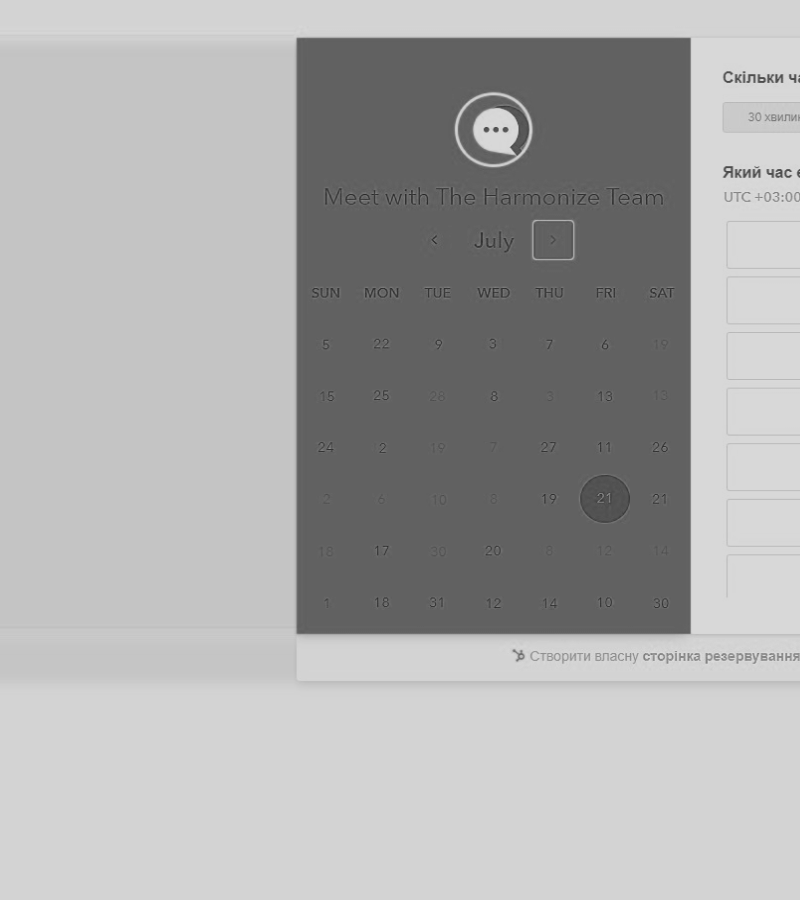 Meet with The Harmonize Team
July
SUN MON TUE WED THU FRI SAT
5 22 9 3 7 6 19
15 25 28 8 3 13 13
24 2 19 7 27 11 26
2 6 10 8 19 21 21
18 17 30 20 8 12 14
1 18 31 12 14 10 30
Скільки
30
Який час
UTC +03:00
Створити власну сторінка резервування